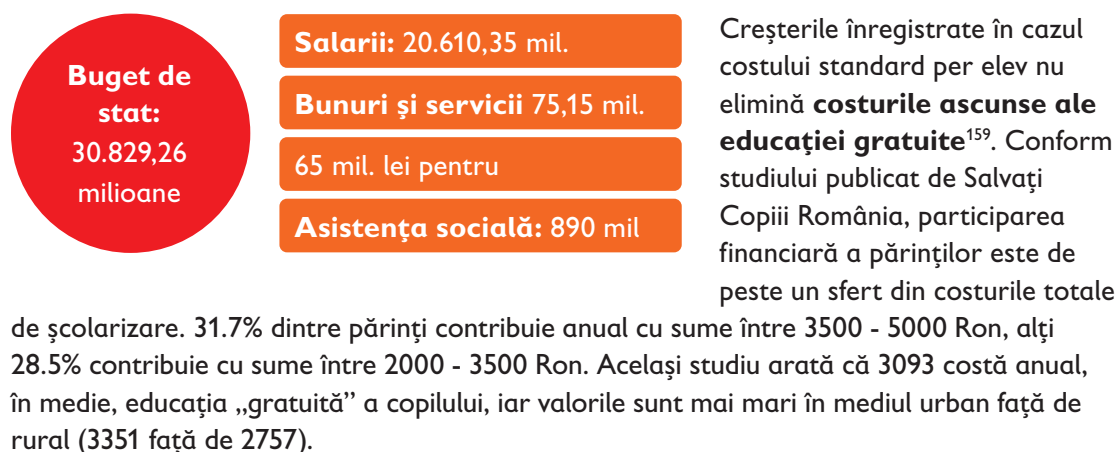 Buget de
stat:
30.829,26
milioane
Salarii: 20.610,35 mil.
Bunuri și servicii 75,15 mil.
65 mil. lei pentru
Asistența socială: 890 mil
Creșterile înregistrate în cazul
costului standard per elev nu
elimină costurile ascunse ale
educației gratuite159. Conform
studiului publicat de Salvați
Copiii România, participarea
financiară a părinților este de
peste un sfert din costurile totale
de școlarizare. 31.7% dintre părinți contribuie anual cu sume între 3500 - 5000 Ron, alți
28.5% contribuie cu sume între 2000 - 3500 Ron. Același studiu arată că 3093 costă anual,
în medie, educația „gratuită” a copilului, iar valorile sunt mai mari în mediul urban față de
rural (3351 față de 2757).